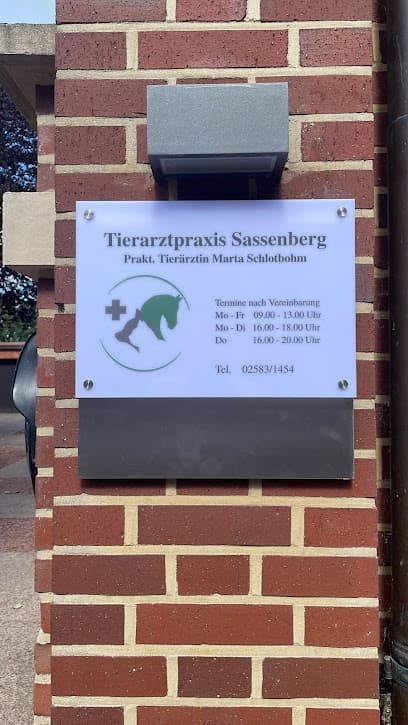 Tierarztpraxis Sassenberg
Prakt. Tierärztin Marta Schlotbohm
Termine nach Vereinbarung
Mo - Fr 09.00 - 13.00 Uhr
Mo - Di 16.00 - 18.00 Uhr
Do 16.00 - 20.00 Uhr
Tel. 02583/1454